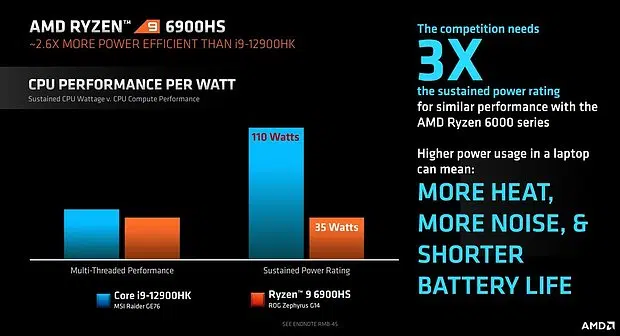 AMD RYZEN™ 9 6900HS
~2.6X MORE POWER EFFICIENT THAN i9-12900HK
CPU PERFORMANCE PER WATT
Sustained CPU Wattage v. CPU Compute Performance
110 Watts
35 Watts
Multi-Threaded Performance
Sustained Power Rating
Core i9-12900HK
MSI Raider GE76
Ryzen™ 9 6900HS
ROG Zephyrus G14
SEE ENDNOTE RMB-45
The competition needs
3X
the sustained power rating
for similar performance with the
AMD Ryzen 6000 series
Higher power usage in a laptop
can mean:
MORE HEAT,
MORE NOISE, &
SHORTER
BATTERY LIFE
AMD